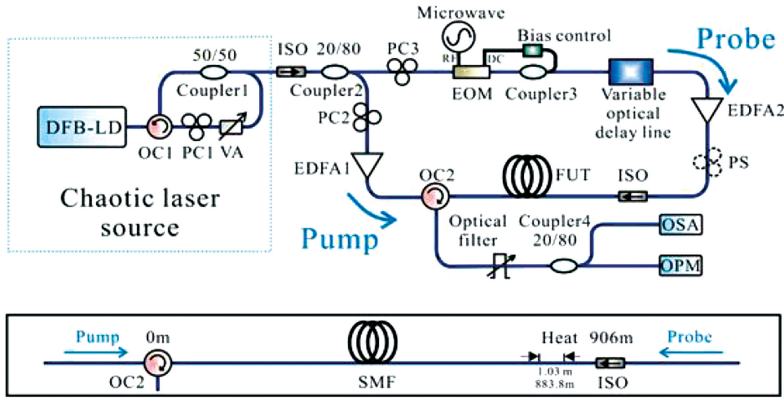 Microwave
50/50
ISO
20/80
PC3
RF
DC
Bias control
Probe
Coupler1
Coupler2
EOM
Coupler3
Variable
optical
delay line
EDFA2
DFB-LD
OC1
PC1
VA
PC2
EDFA1
OC2
FUT
ISO
PS
Chaotic laser
source
Pump
Optical
filter
Coupler4
20/80
OSA
OPM
Pump
0m
Heat
906m
Probe
1.03 m
883.8m
OC2
SMF
ISO